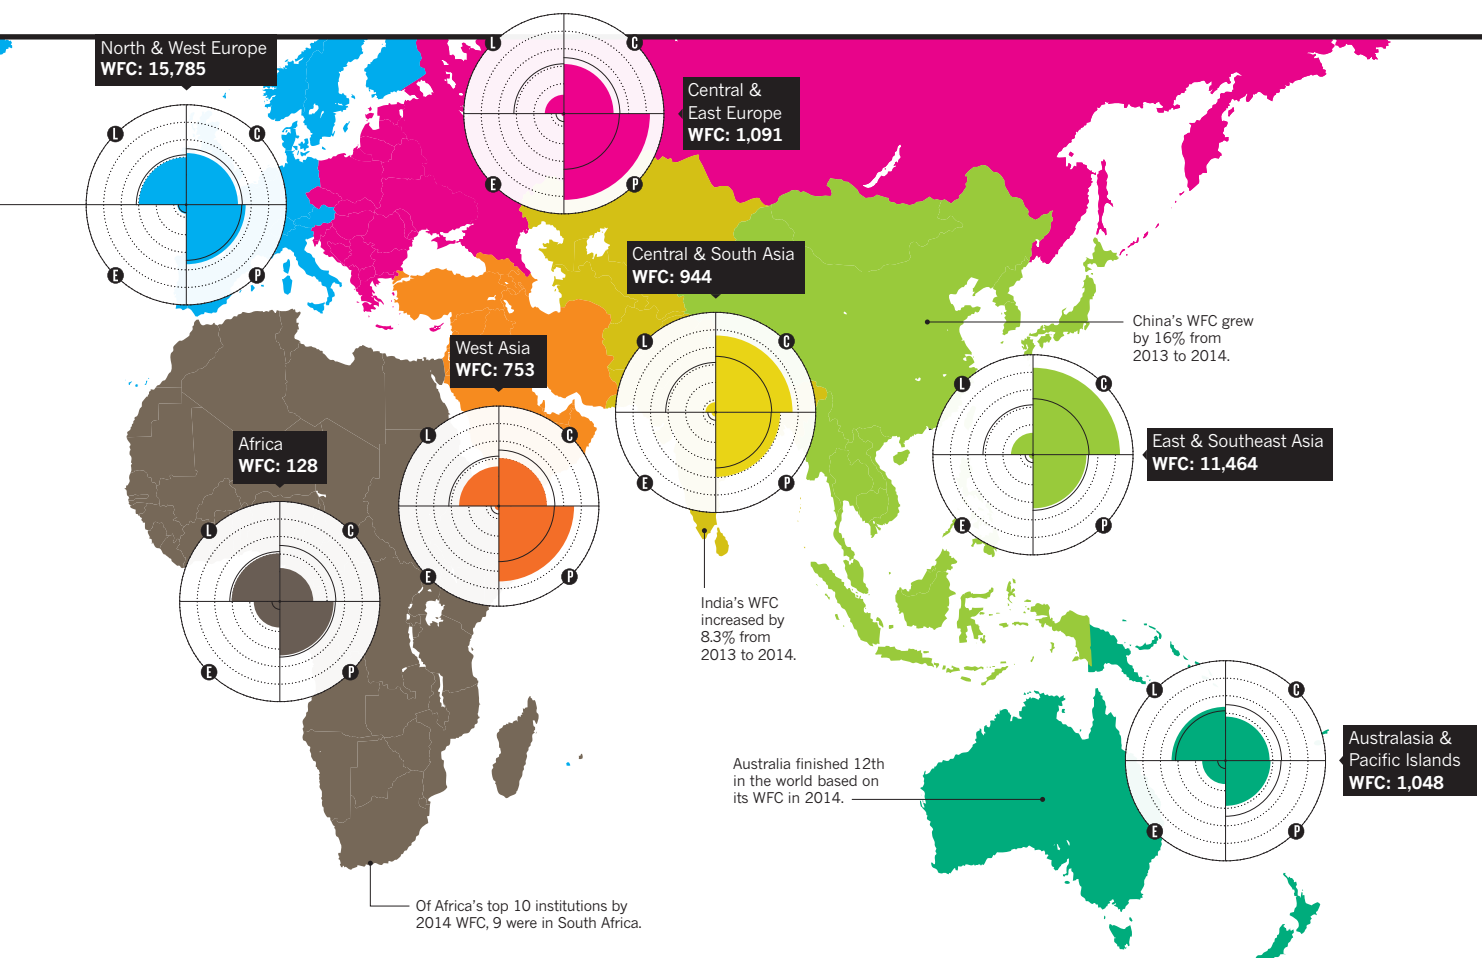 North & West Europe
WFC: 15,785
L
C
E
P
L
C
E
P
Central &
East Europe
WFC: 1,091
Central & South Asia
WFC: 944
L
C
E
P
China's WFC grew
by 16% from
2013 to 2014.
West Asia
WFC: 753
L
C
E
P
L
C
E
P
East & Southeast Asia
WFC: 11,464
Africa
WFC: 128
L
C
E
P
India's WFC
increased by
8.3% from
2013 to 2014.
L
C
E
P
Australasia &
Pacific Islands
WFC: 1,048
Australia finished 12th
in the world based on
its WFC in 2014.
Of Africa's top 10 institutions by
2014 WFC, 9 were in South Africa.